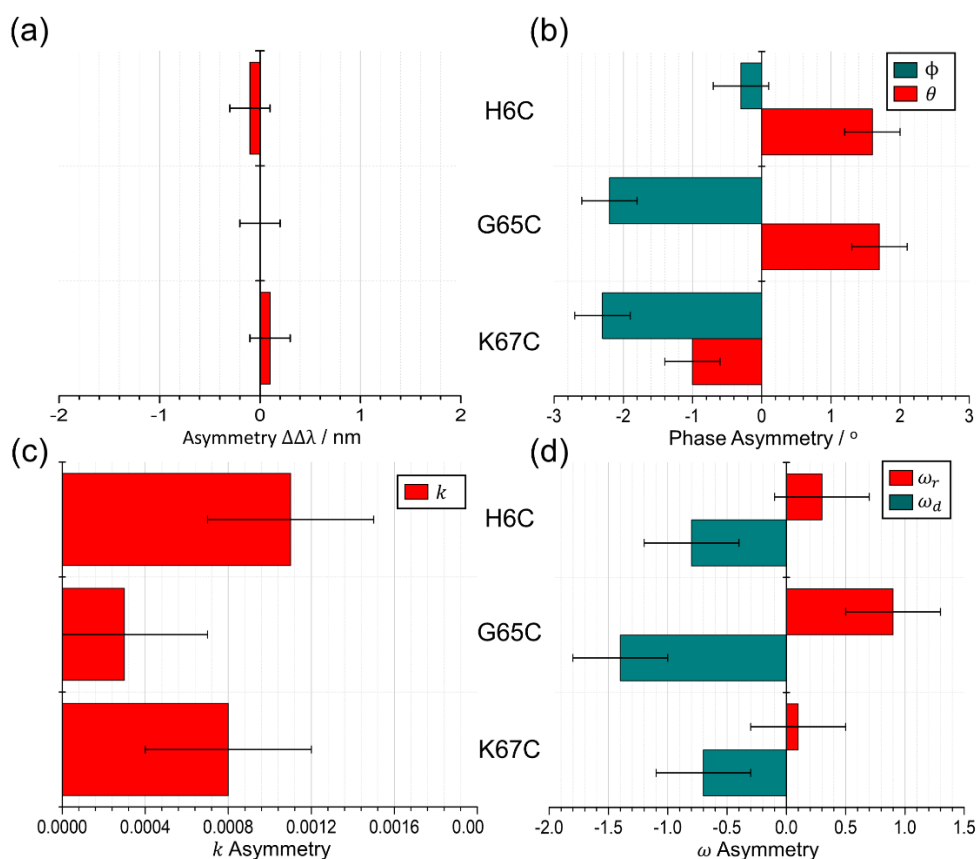 (a)
-2 -1 0 1 2
Asymmetry ΔΔλ / nm
H6C
G65C
K67C
(b)
ϕ
θ
-3 -2 -1 0 1 2 3
Phase Asymmetry / °
(c)
k
0.0000 0.0004 0.0008 0.0012 0.0016 0.00
k Asymmetry
H6C
G65C
K67C
(d)
ω_r
ω_d
-2.0 -1.5 -1.0 -0.5 0.0 0.5 1.0 1.5
ω Asymmetry